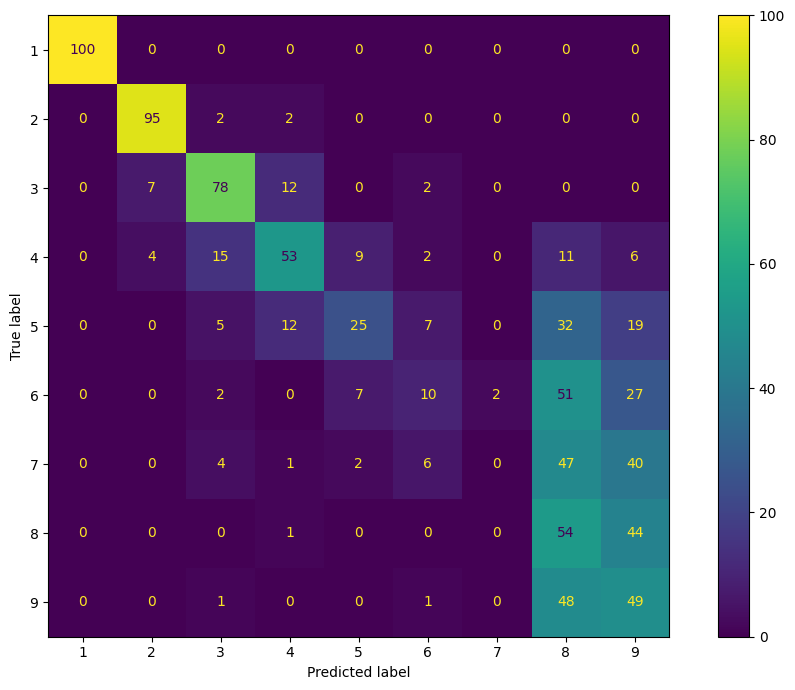 True label
1 100 0 0 0 0 0 0 0 0
2 0 95 2 2 0 0 0 0 0
3 0 7 78 12 0 2 0 0 0
4 0 4 15 53 9 2 0 11 6
5 0 0 5 12 25 7 0 32 19
6 0 0 2 0 7 10 2 51 27
7 0 0 4 1 2 6 0 47 40
8 0 0 0 1 0 0 0 54 44
9 0 0 1 0 0 1 0 48 49
1 2 3 4 5 6 7 8 9
Predicted label
100
80
60
40
20
0